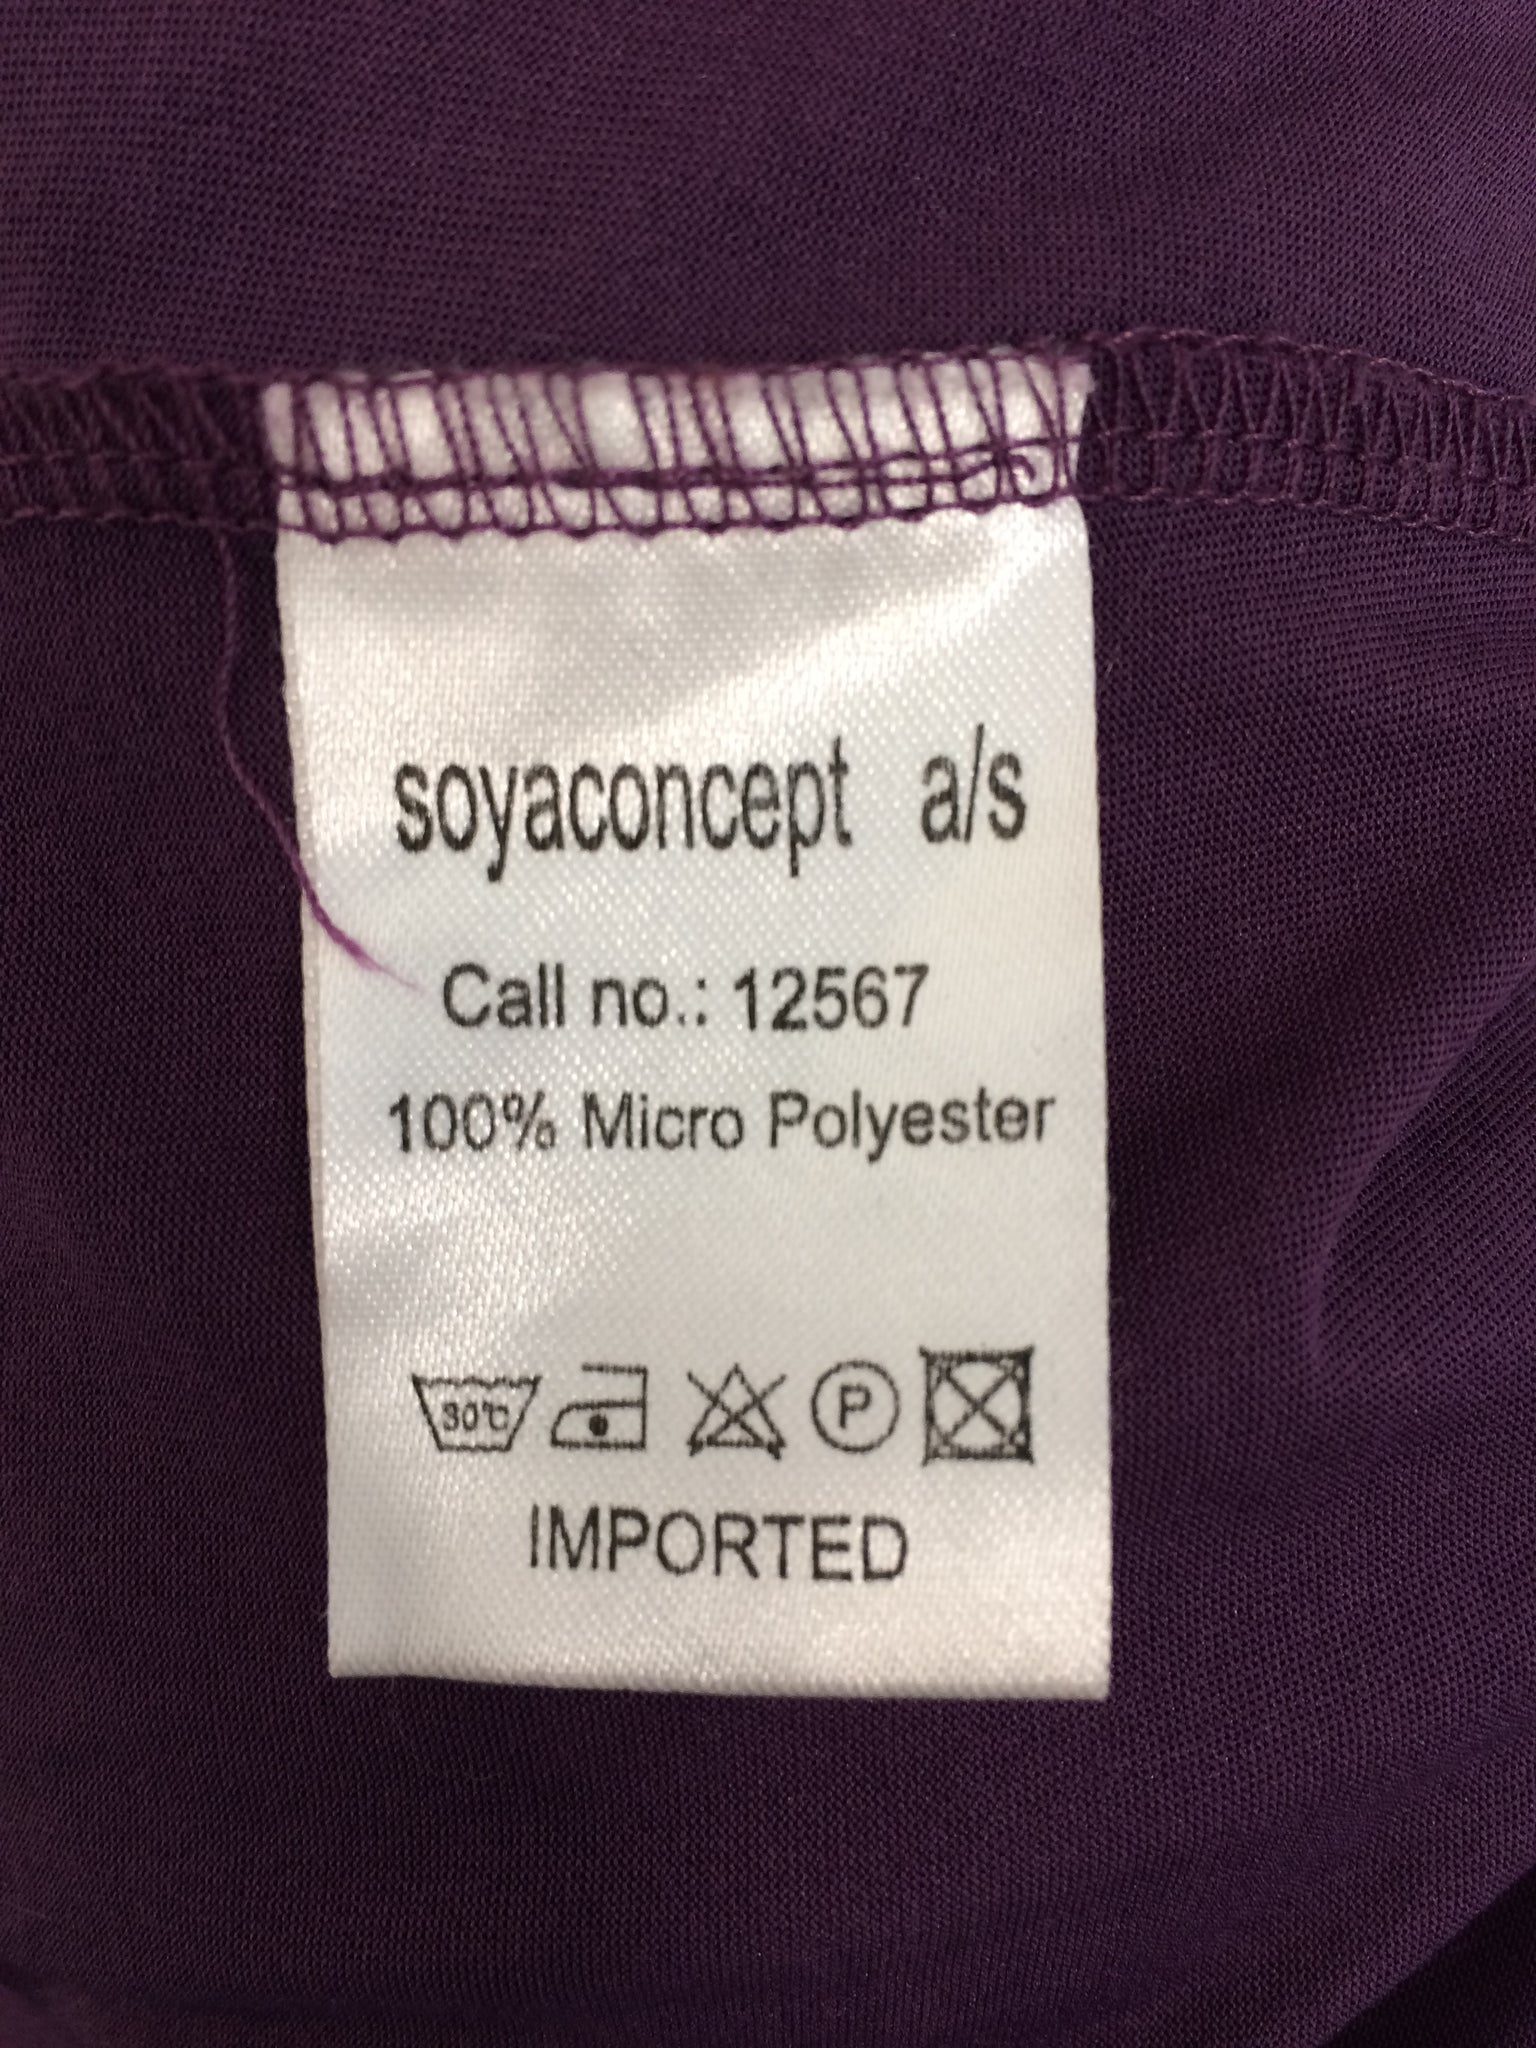 soyaconcept a/s
Call no.: 12567
100% Micro Polyester
30℃ P
IMPORTED